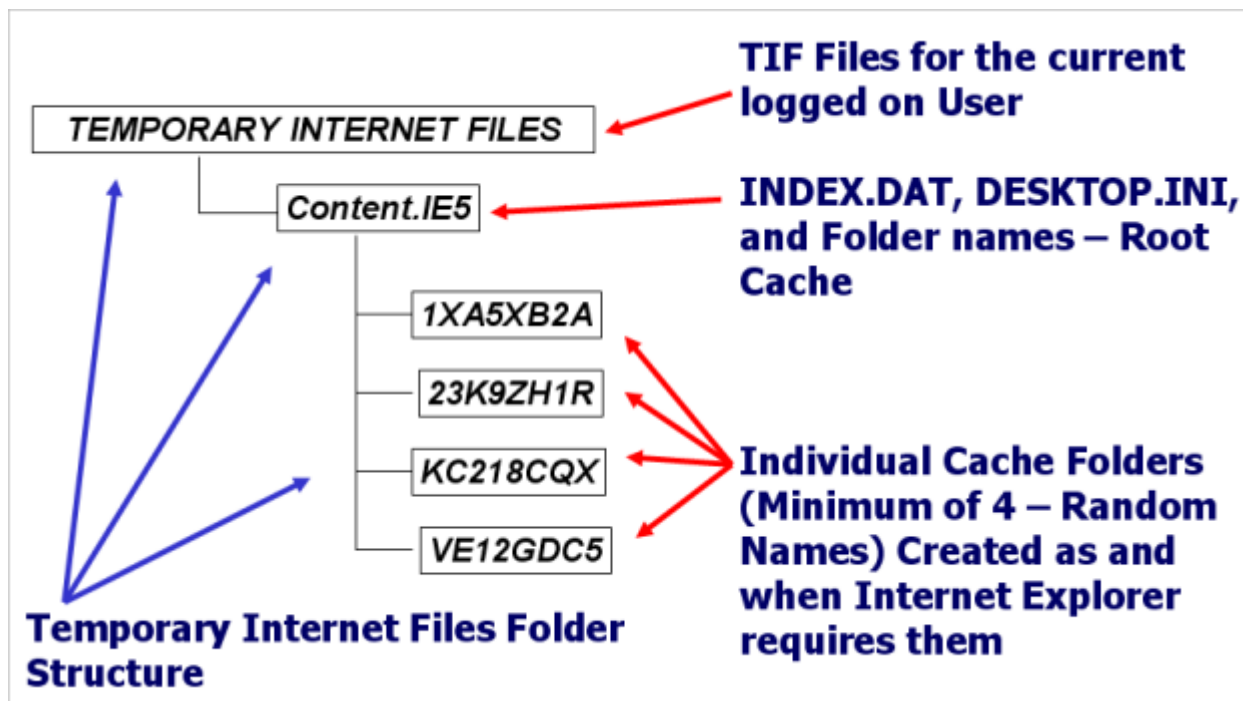 TIF Files for the current
logged on User
TEMPORARY INTERNET FILES
Content.IE5
INDEX.DAT, DESKTOP.INI,
and Folder names – Root
Cache
1XA5XB2A
23K9ZH1R
KC218CQX
VE12GDC5
Individual Cache Folders
(Minimum of 4 – Random
Names) Created as and
when Internet Explorer
requires them
Temporary Internet Files Folder
Structure